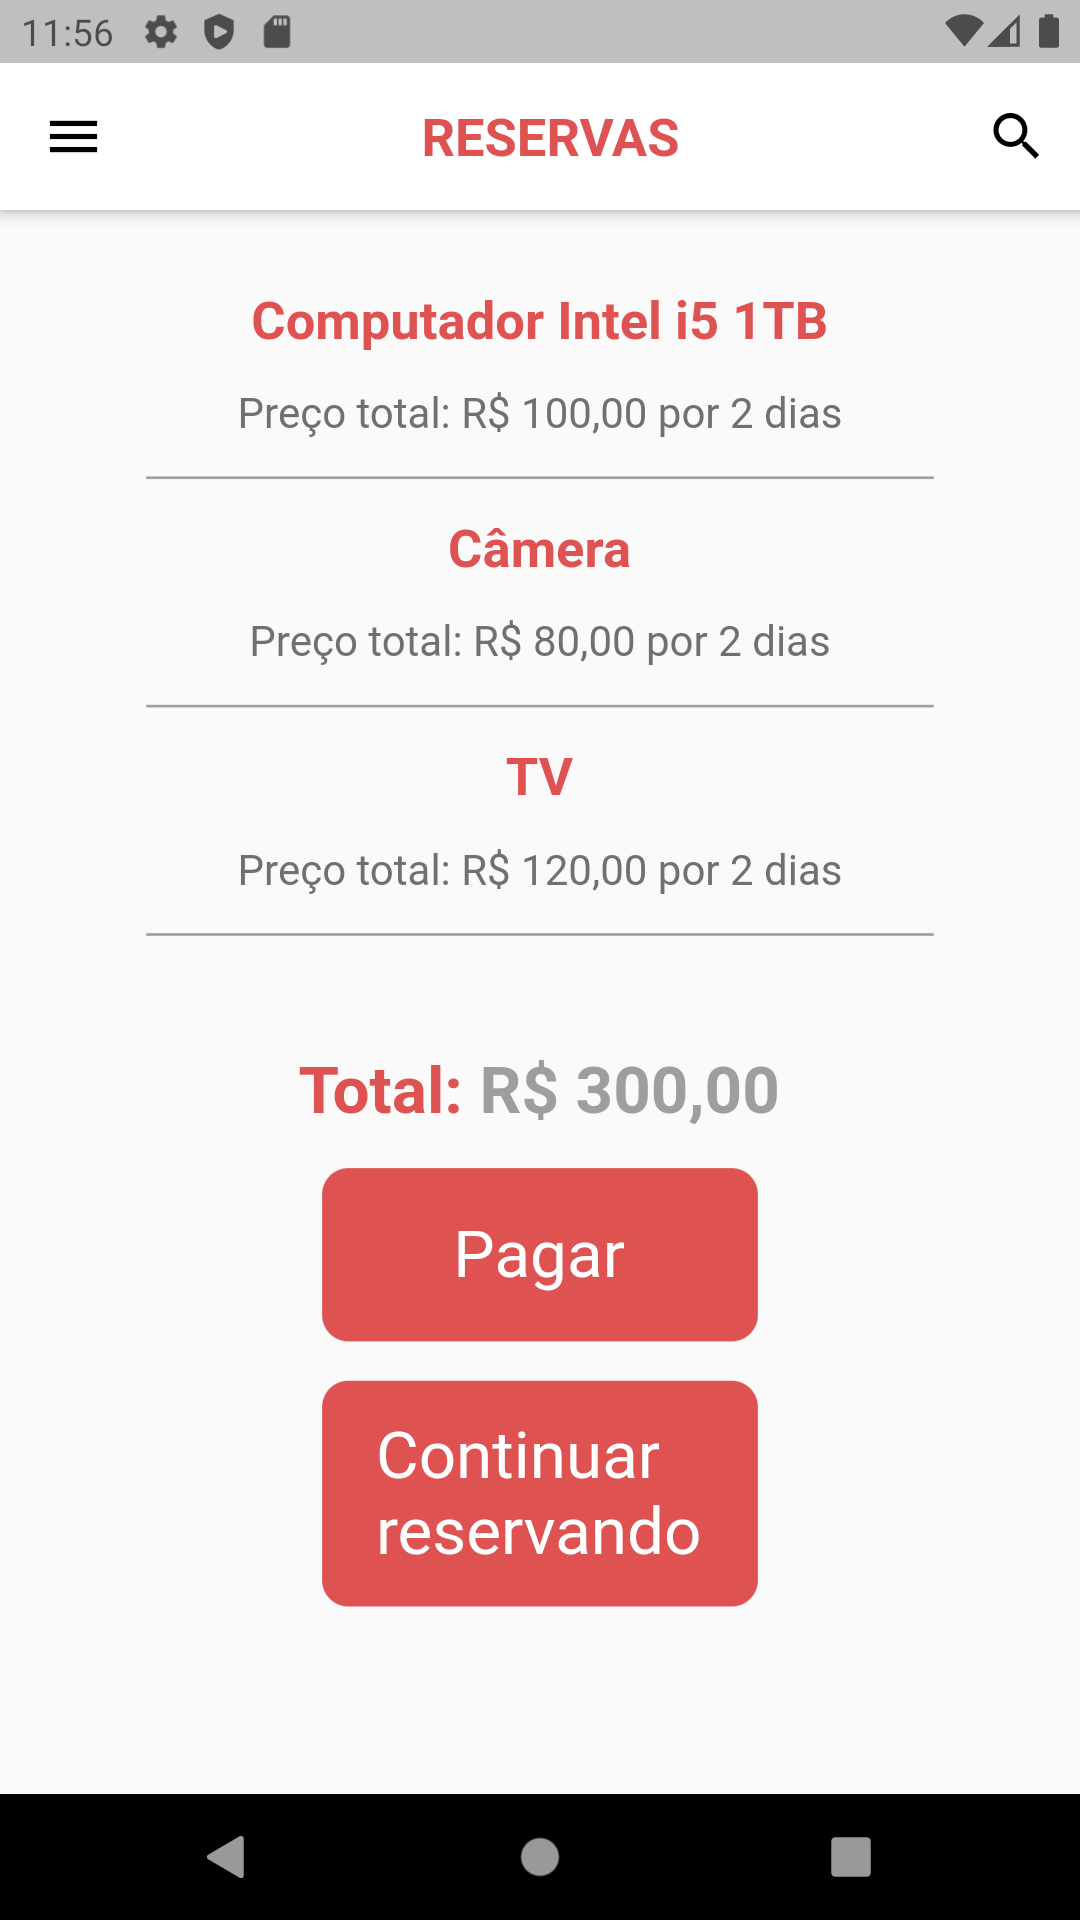 11:56
RESERVAS
Computador Intel i5 1TB
Preço total: R$ 100,00 por 2 dias
Câmera
Preço total: R$ 80,00 por 2 dias
TV
Preço total: R$ 120,00 por 2 dias
Total: R$ 300,00
Pagar
Continuar
reservando